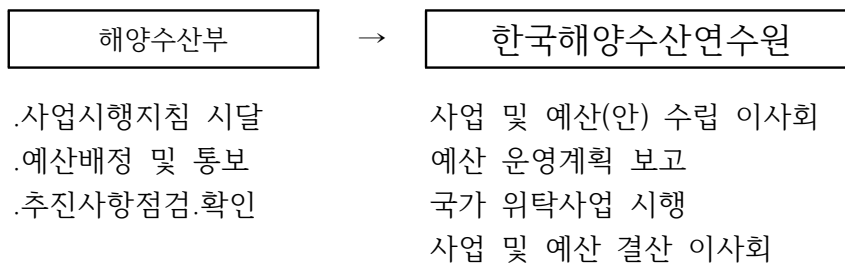 해양수산부 → 한국해양수산연수원
.사업시행지침 시달
.예산배정 및 통보
.추진사항점검.확인
사업 및 예산(안) 수립 이사회
예산 운영계획 보고
국가 위탁사업 시행
사업 및 예산 결산 이사회